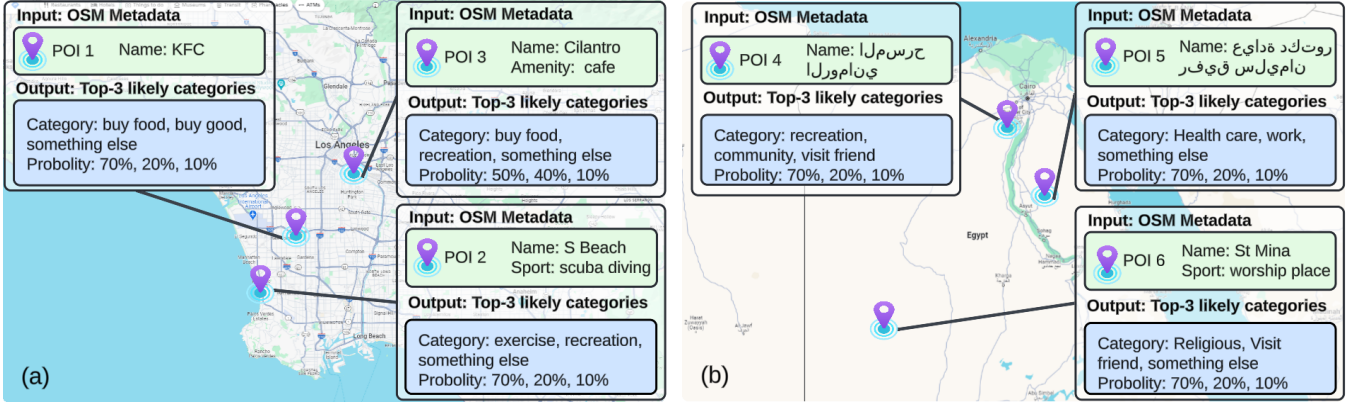 Input: OSM Metadata
POI 1
Name: KFC
Output: Top-3 likely categories
Category: buy food, buy good,
something else
Probolity: 70%, 20%, 10%
Input: OSM Metadata
POI 3
Name: Cilantro
Amenity: cafe
Output: Top-3 likely categories
Category: buy food,
recreation, something else
Probolity: 50%, 40%, 10%
Input: OSM Metadata
POI 2
Name: S Beach
Sport: scuba diving
Output: Top-3 likely categories
Category: exercise, recreation,
something else
Probolity: 70%, 20%, 10%
Glendale
Los Angeles
Long Beach
(a)
Input: OSM Metadata
POI 4
Name: حرسملا
ينامورلا
Output: Top-3 likely categories
Category: recreation,
community, visit friend
Probolity: 70%, 20%, 10%
Input: OSM Metadata
POI 5
Name: روتكد ةدايع
ناميلس قيفر
Output: Top-3 likely categories
Category: Health care, work,
something else
Probolity: 70%, 20%, 10%
Input: OSM Metadata
POI 6
Name: St Mina
Sport: worship place
Output: Top-3 likely categories
Category: Religious, Visit
friend, something else
Probolity: 70%, 20%, 10%
Alexandria
Cairo
Egypt
(b)